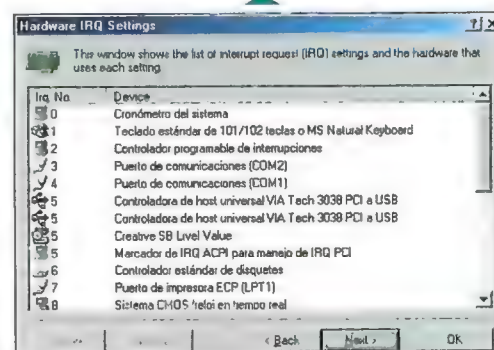 Hardware IRQ Settings
This window shows the list of interrupt request (IRQ) settings and the hardware that
uses each setting.
Irq No. Device
0 Cronómetro del sistema
1 Teclado estándar de 101/102 teclas o MS Natural Keyboard
2 Controlador programable de interrupciones
3 Puerto de comunicaciones (COM2)
4 Puerto de comunicaciones (COM1)
5 Controladora de host universal VIA Tech 3038 PCI a USB
5 Controladora de host universal VIA Tech 3038 PCI a USB
5 Creative SB Live! Value
5 Marcador de IRQ ACPI para manejo de IRQ PCI
6 Controlador estándar de disquetes
7 Puerto de impresora ECP (LPT1)
8 Sistema CMOS/reloj en tiempo real
< Back Next > OK